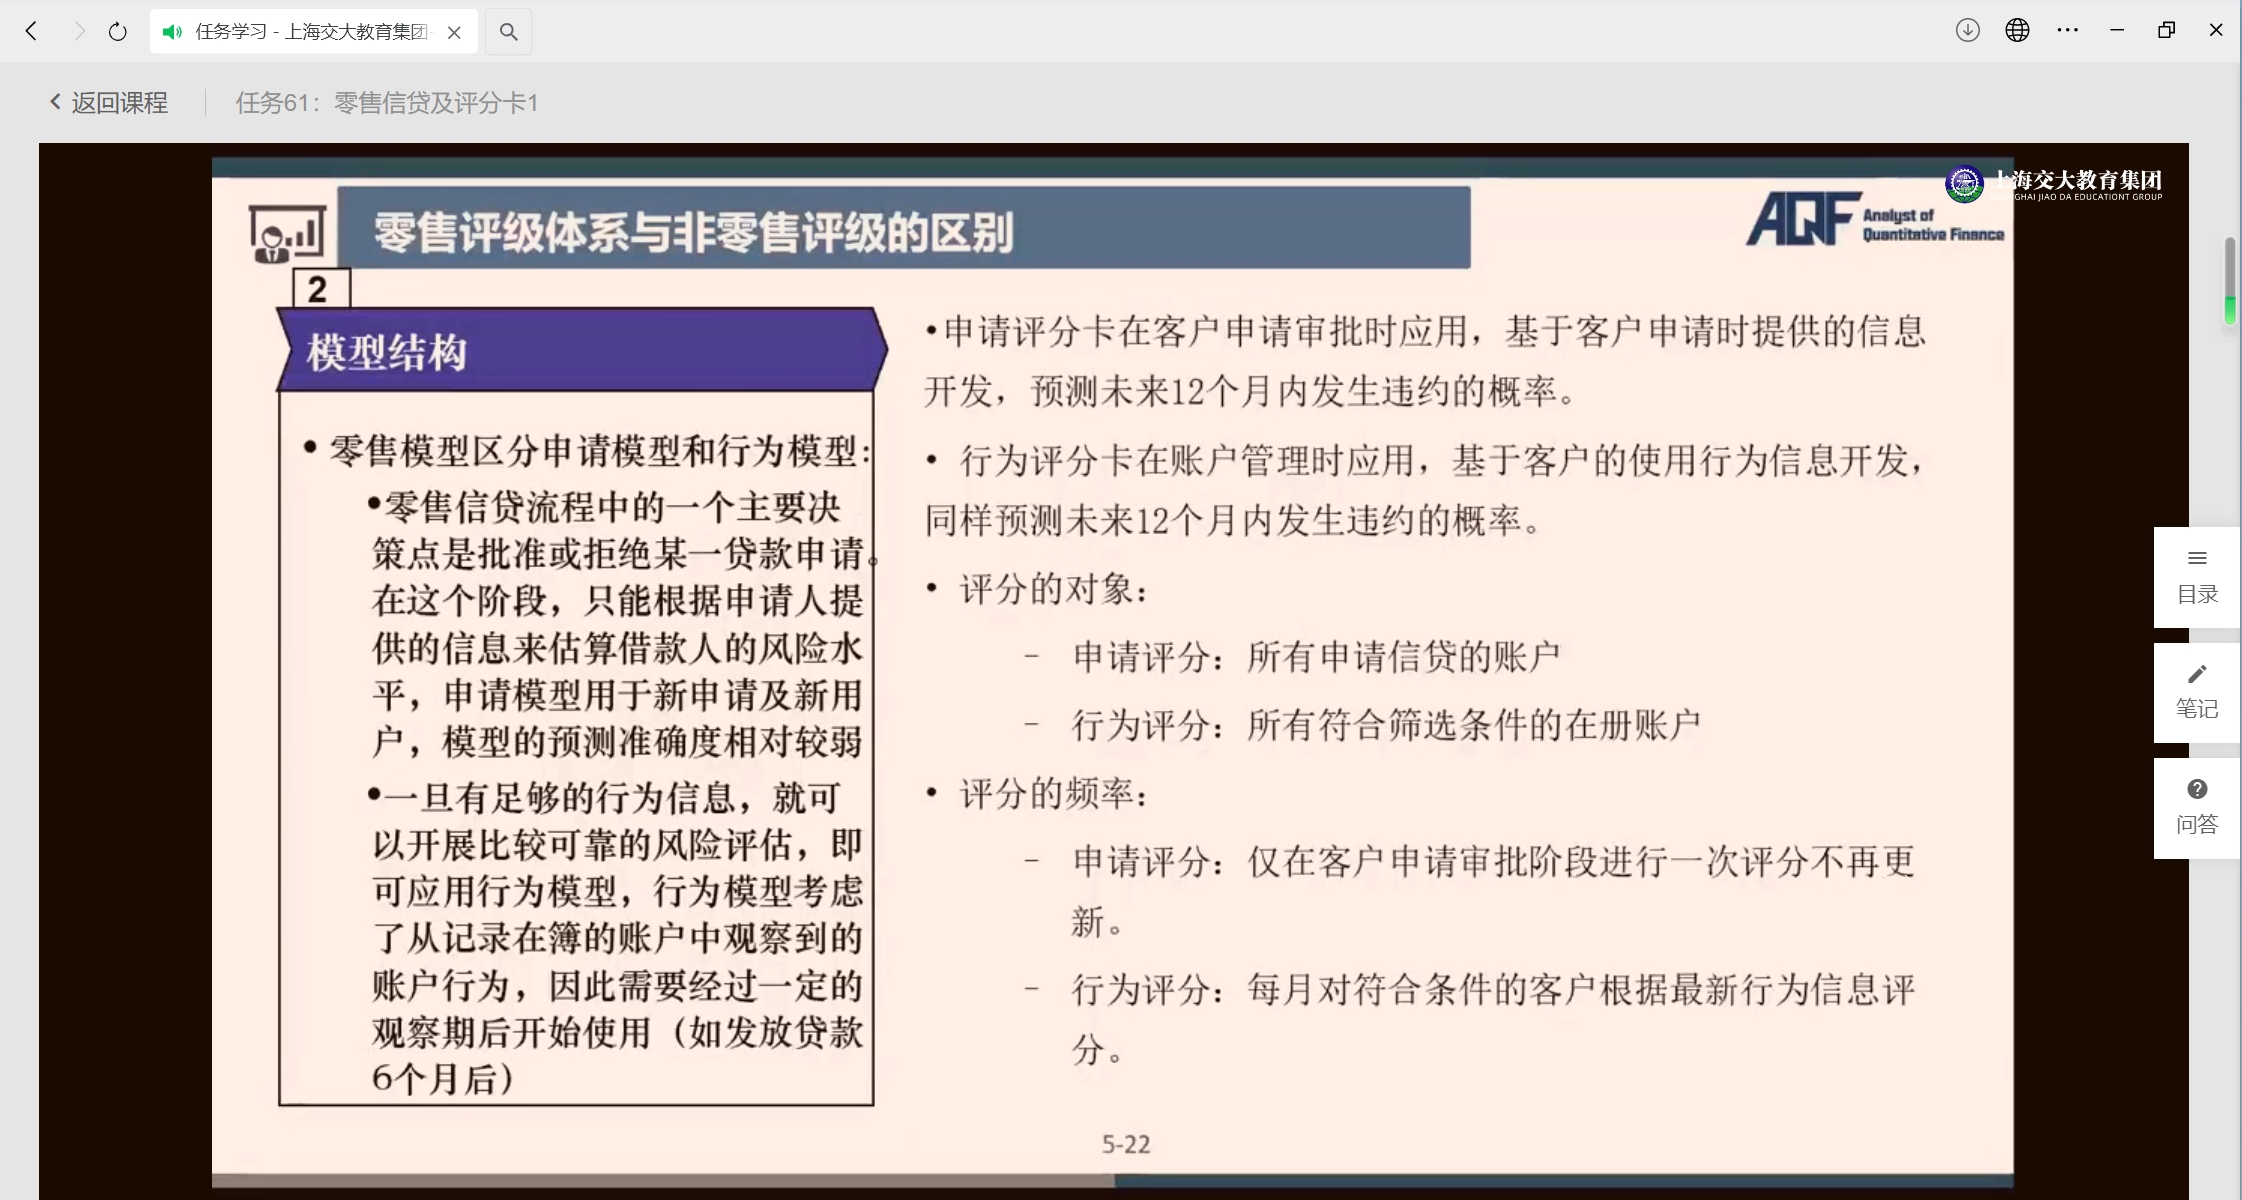 任务学习 - 上海交大教育集团
返回课程
任务61：零售信贷及评分卡1
零售评级体系与非零售评级的区别
AQF Analyst of
Quantitative Finance
上海交大教育集团
SHANGHAI JIAO DA EDUCATIONT GROUP
2
模型结构
• 零售模型区分申请模型和行为模型：
•零售信贷流程中的一个主要决
策点是批准或拒绝某一贷款申请。
在这个阶段，只能根据申请人提
供的信息来估算借款人的风险水
平，申请模型用于新申请及新用
户，模型的预测准确度相对较弱
•一旦有足够的行为信息，就可
以开展比较可靠的风险评估，即
可应用行为模型，行为模型考虑
了从记录在簿的账户中观察到的
账户行为，因此需要经过一定的
观察期后开始使用（如发放贷款
6个月后）
•申请评分卡在客户申请审批时应用，基于客户申请时提供的信息
开发，预测未来12个月内发生违约的概率。
• 行为评分卡在账户管理时应用，基于客户的使用行为信息开发，
同样预测未来12个月内发生违约的概率。
• 评分的对象：
– 申请评分：所有申请信贷的账户
– 行为评分：所有符合筛选条件的在册账户
• 评分的频率：
– 申请评分：仅在客户申请审批阶段进行一次评分不再更
新。
– 行为评分：每月对符合条件的客户根据最新行为信息评
分。
5-22
目录
笔记
问答